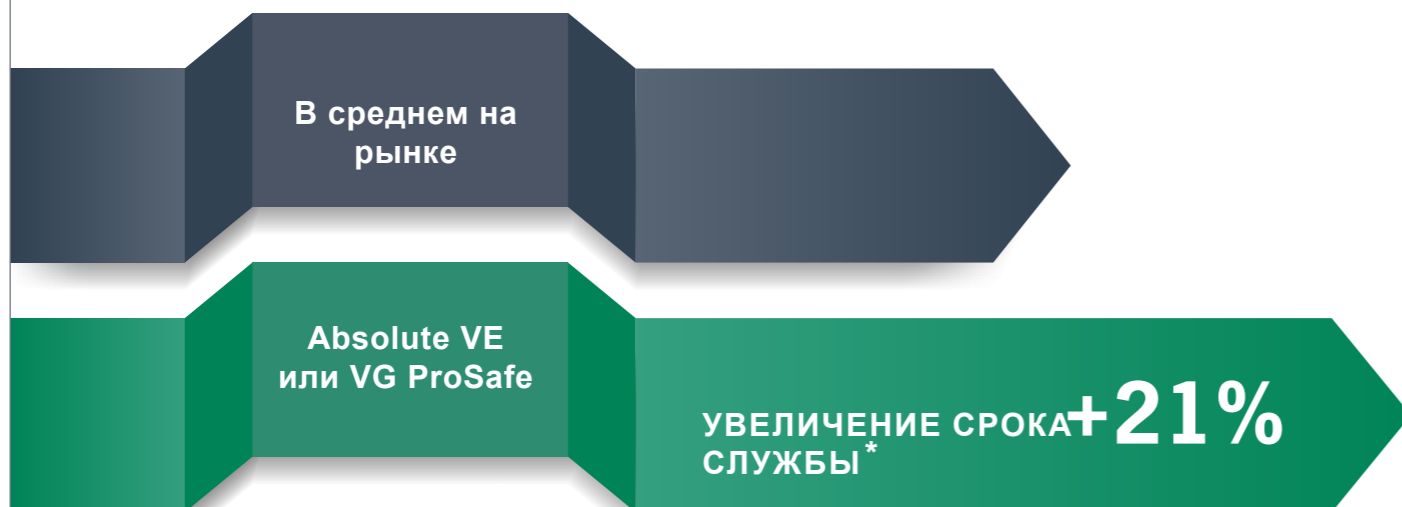 В среднем на
рынке
Absolute VE
или VG ProSafe
УВЕЛИЧЕНИЕ СРОКА +21%
СЛУЖБЫ*